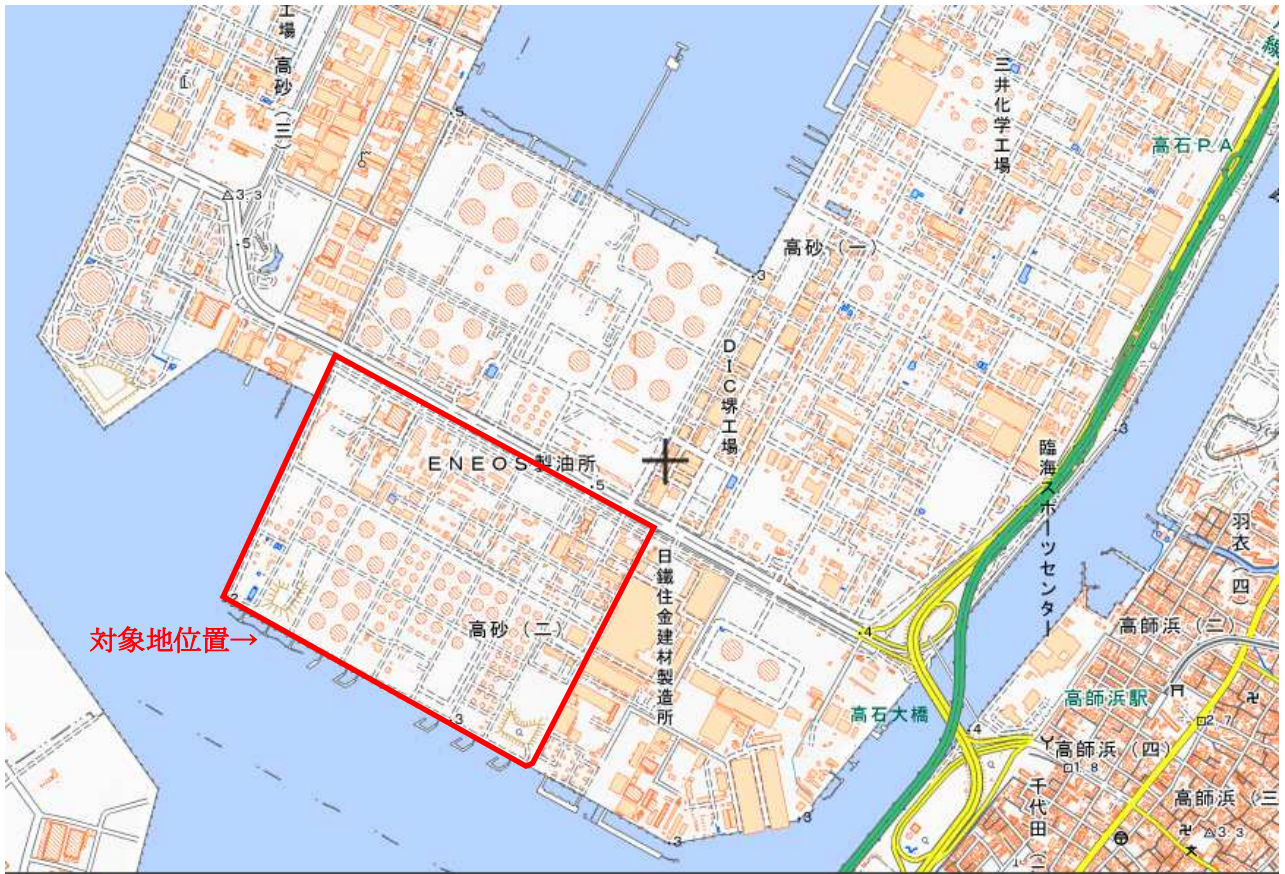 工場
高砂(三)
三井化学工場
線
高石PA
5
△3.3
5
高砂(一)
3
DIC堺工場
臨海スポーツセンター
3
ENEOS製油所
5
羽衣(四)
日鐵住金建材製造所
2
対象地位置→
高砂(二)
3
4
高師浜(二)
高師浜駅
高石大橋
2.7
4
高師浜(四)
1.8
千代田(二
高師浜(三
△3.3
3
3
1